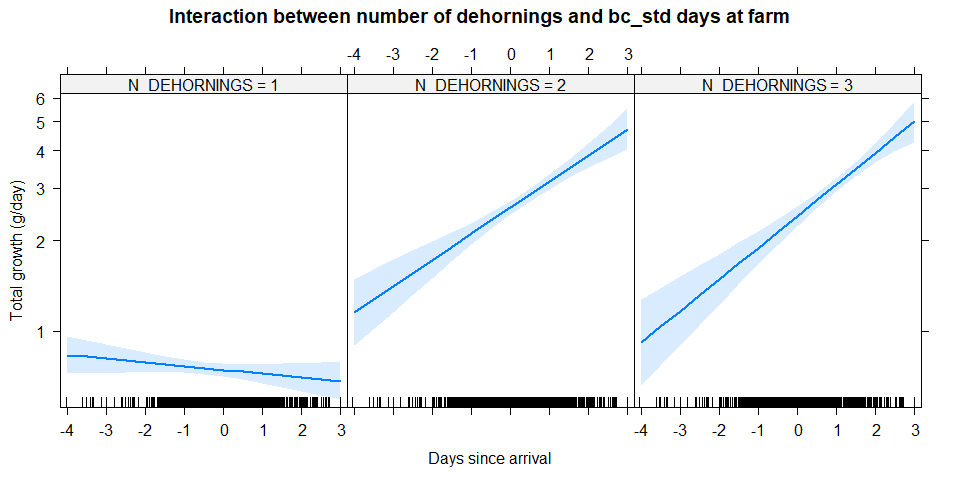 Interaction between number of dehornings and bc_std days at farm
-4 -3 -2 -1 0 1 2 3
N_DEHORNINGS = 1 N_DEHORNINGS = 2 N_DEHORNINGS = 3
6
5
4
3
2
1
Total growth (g/day)
-4 -3 -2 -1 0 1 2 3 -4 -3 -2 -1 0 1 2 3
Days since arrival